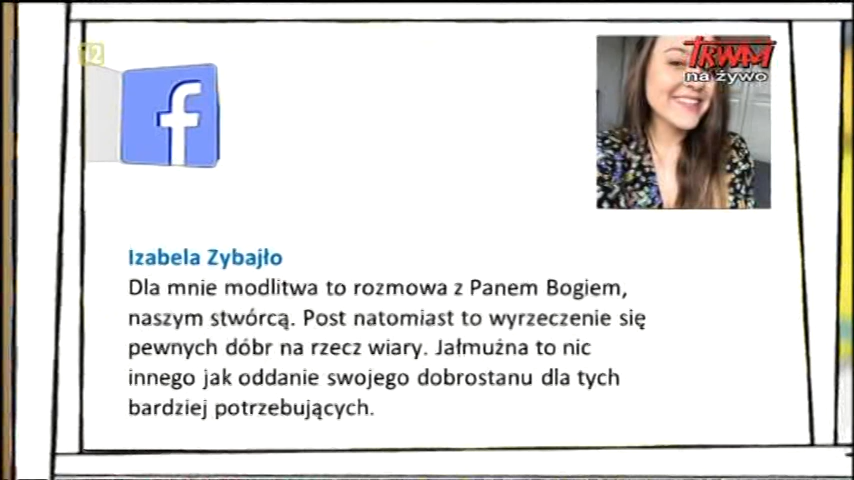 12
TRWAM
na żywo
f
Izabela Zybajło
Dla mnie modlitwa to rozmowa z Panem Bogiem,
naszym stwórcą. Post natomiast to wyrzeczenie się
pewnych dóbr na rzecz wiary. Jałmużna to nic
innego jak oddanie swojego dobrostanu dla tych
bardziej potrzebujących.